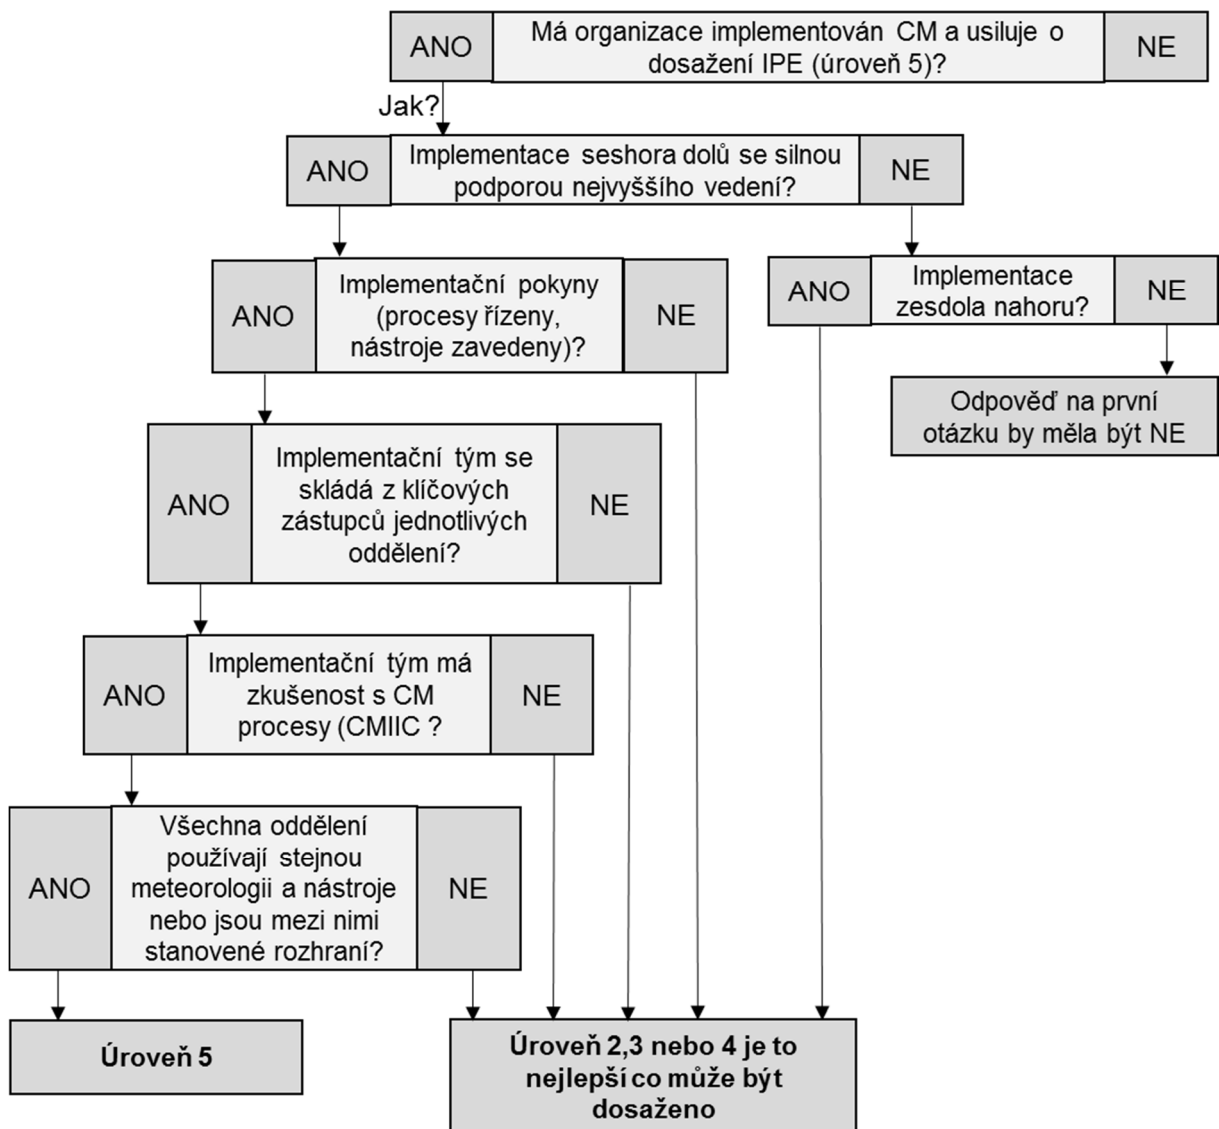 ANO
Má organizace implementován CM a usiluje o
dosažení IPE (úroveň 5)?
NE
Jak?
ANO
Implementace seshora dolů se silnou
podporou nejvyššího vedení?
NE
ANO
Implementační pokyny
(procesy řízeny,
nástroje zavedeny)?
NE
ANO
Implementace
zesdola nahoru?
NE
Odpověď na první
otázku by měla být NE
ANO
Implementační tým se
skládá z klíčových
zástupců jednotlivých
oddělení?
NE
ANO
Implementační tým má
zkušenost s CM
procesy (CMIIC ?
NE
ANO
Všechna oddělení
používají stejnou
meteorologii a nástroje
nebo jsou mezi nimi
stanovené rozhraní?
NE
Úroveň 5
Úroveň 2,3 nebo 4 je to
nejlepší co může být
dosaženo